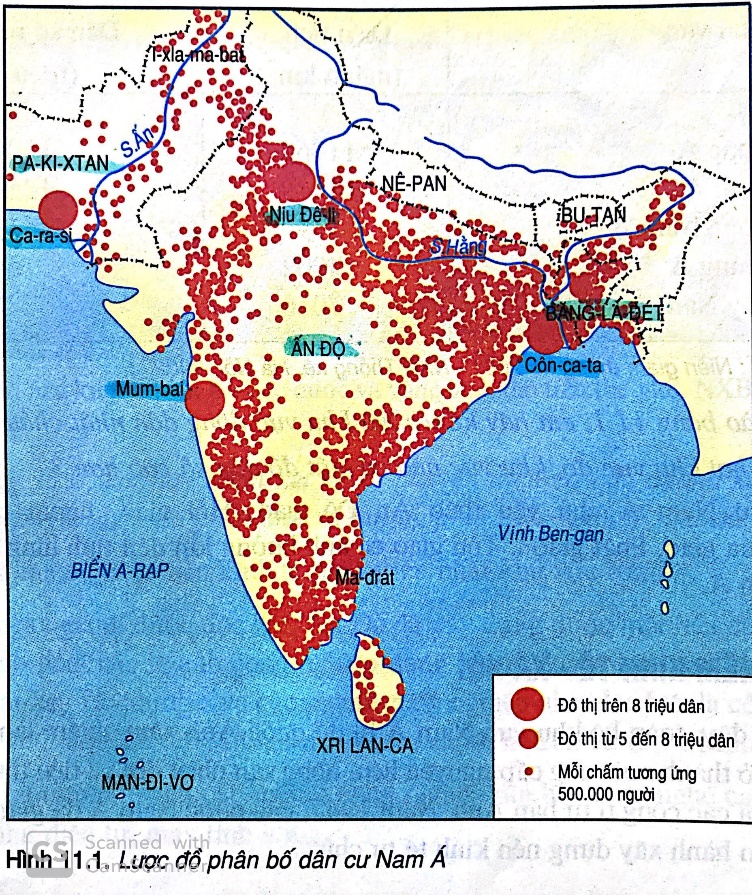 I-xla-ma-bat
S.Ấn
PA-KI-XTAN
NÊ-PAN
Ca-ra-si
Niu Đê-li
BU-TAN
S.Hằng
BĂNG-LA-ĐÉT
ẤN ĐỘ
Côn-ca-ta
Mum-bai
Vịnh Ben-gan
BIỂN A-RAP
Ma-đrát
XRI LAN-CA
MAN-ĐI-VƠ
Đô thị trên 8 triệu dân
Đô thị từ 5 đến 8 triệu dân
Mỗi chấm tương ứng
500.000 người
CS Scanned with
CamScanner
Hình 11.1. Lược đồ phân bố dân cư Nam Á